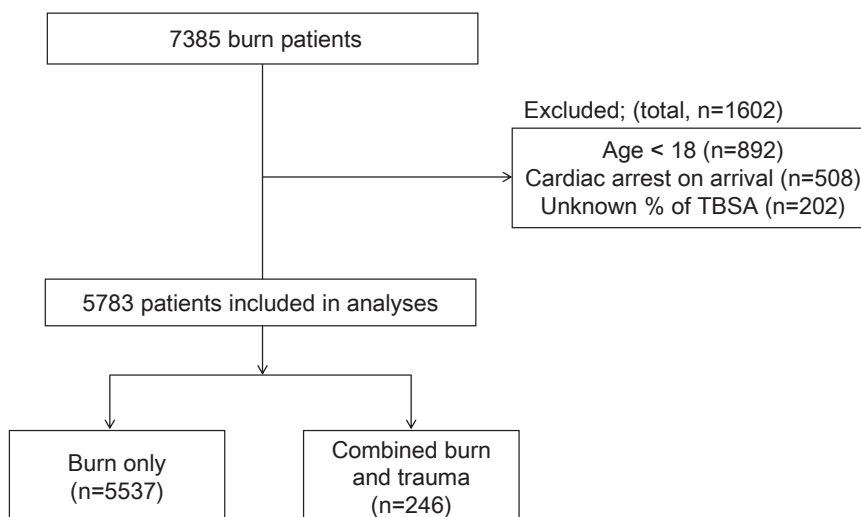 7385 burn patients
Excluded; (total, n=1602)
Age < 18 (n=892)
Cardiac arrest on arrival (n=508)
Unknown % of TBSA (n=202)
5783 patients included in analyses
Burn only
(n=5537)
Combined burn
and trauma
(n=246)